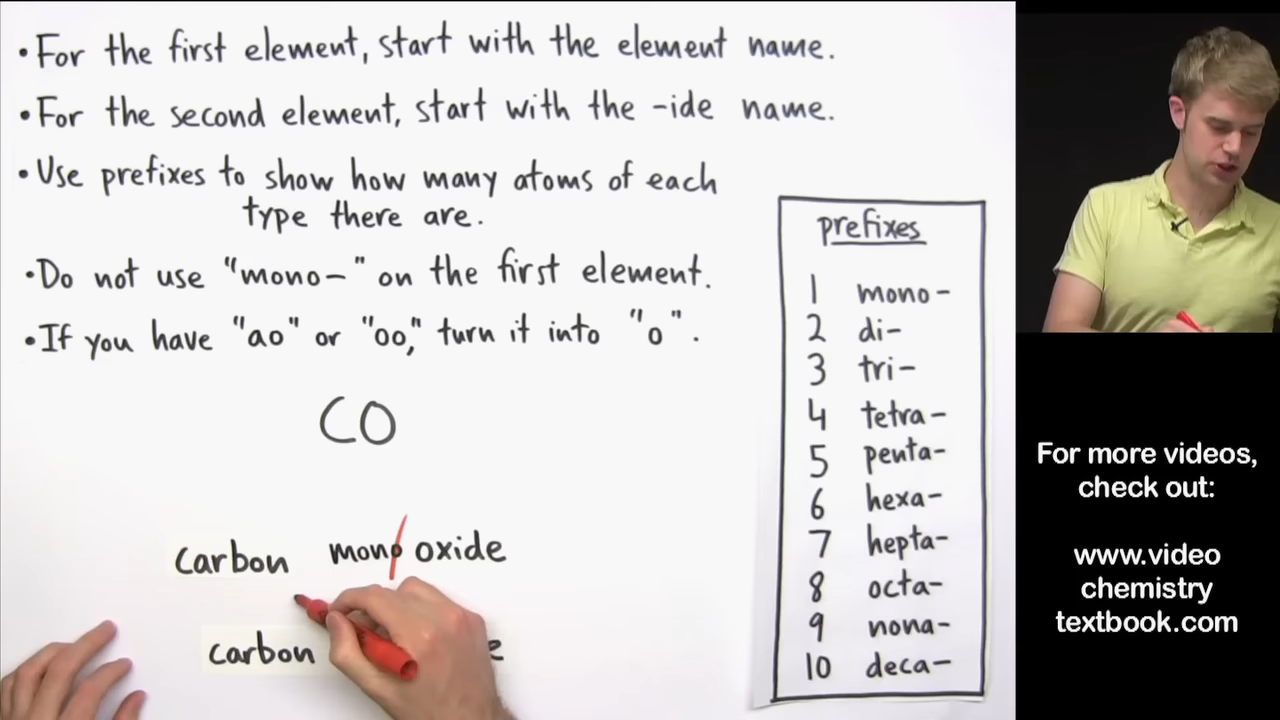 • For the first element, start with the element name.
• For the second element, start with the -ide name.
• Use prefixes to show how many atoms of each
type there are.
• Do not use "mono-" on the first element.
• If you have "ao" or "oo," turn it into "o".
CO
carbon mono oxide
carbon
prefixes
1 mono-
2 di-
3 tri-
4 tetra-
5 penta-
6 hexa-
7 hepta-
8 octa-
9 nona-
10 deca-
For more videos,
check out:
www.video
chemistry
textbook.com